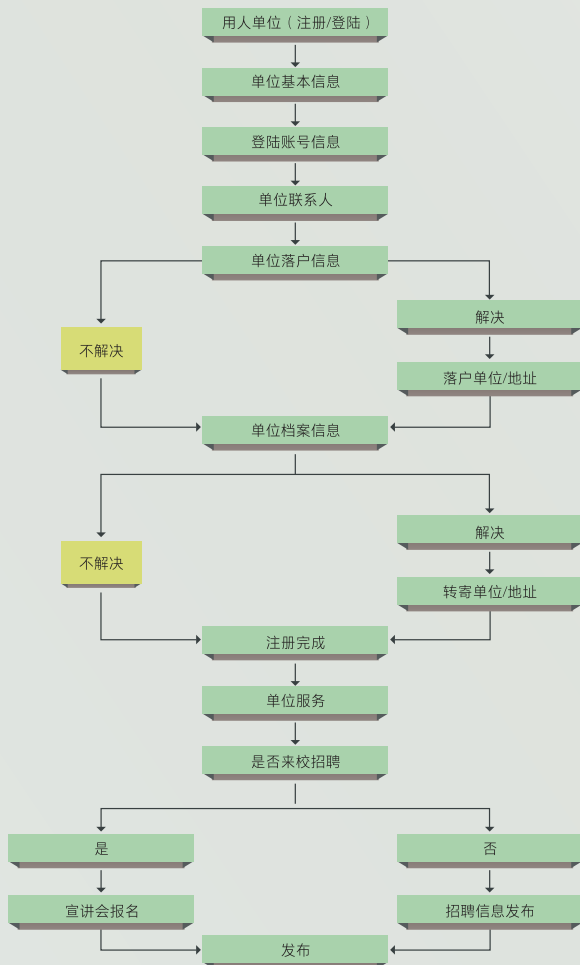 用人单位（注册/登陆）
单位基本信息
登陆账号信息
单位联系人
单位落户信息
不解决
解决
落户单位/地址
单位档案信息
不解决
解决
转寄单位/地址
注册完成
单位服务
是否来校招聘
是
否
宣讲会报名
招聘信息发布
发布